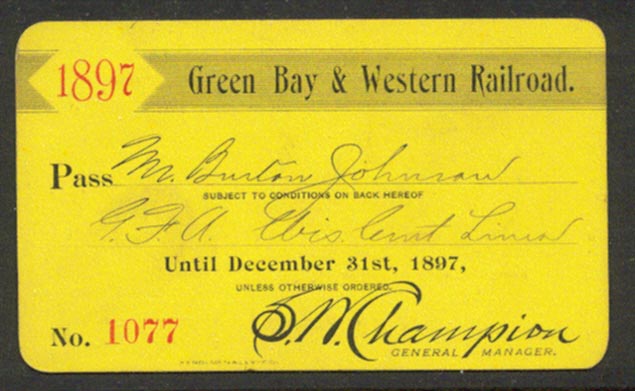 1897 Green Bay & Western Railroad.
Pass M. Burton Johnson
SUBJECT TO CONDITIONS ON BACK HEREOF
G.F.A. Wis. Cent Lines
Until December 31st, 1897,
UNLESS OTHERWISE ORDERED.
No. 1077 S.W. Champion
GENERAL MANAGER.